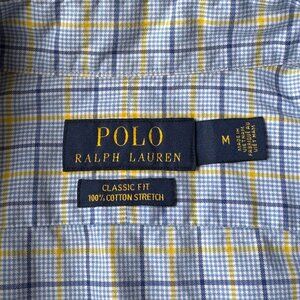 POLO
RALPH LAUREN
M
CLASSIC FIT
100% COTTON STRETCH